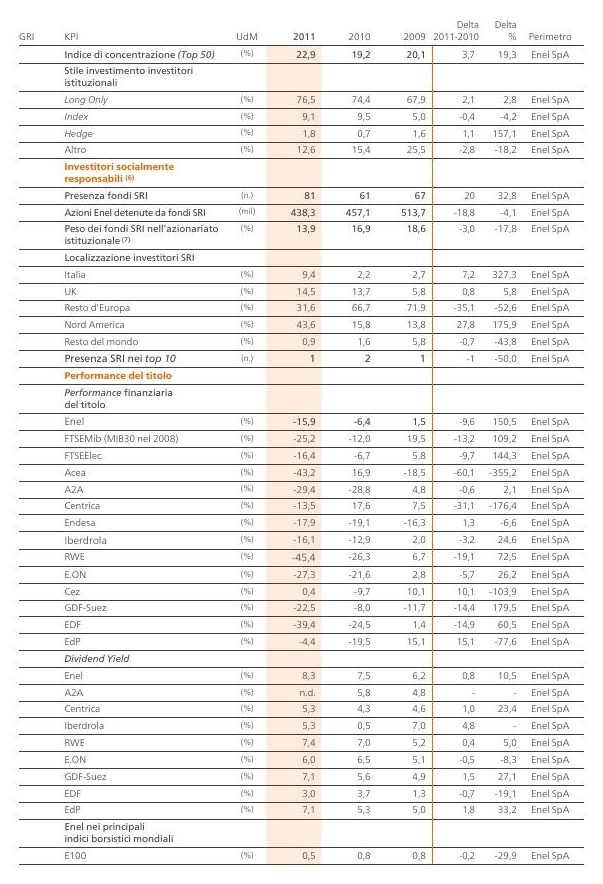 Delta Delta
GRI KPI UdM 2011 2010 2009 2011-2010 % Perimetro
Indice di concentrazione (Top 50) (%) 22,9 19,2 20,1 3,7 19,3 Enel SpA
Stile investimento investitori
istituzionali
Long Only (%) 76,5 74,4 67,9 2,1 2,8 Enel SpA
Index (%) 9,1 9,5 5,0 -0,4 -4,2 Enel SpA
Hedge (%) 1,8 0,7 1,6 1,1 157,1 Enel SpA
Altro (%) 12,6 15,4 25,5 -2,8 -18,2 Enel SpA
Investitori socialmente
responsabili (6)
Presenza fondi SRI (n.) 81 61 67 20 32,8 Enel SpA
Azioni Enel detenute da fondi SRI (mil) 438,3 457,1 513,7 -18,8 -4,1 Enel SpA
Peso dei fondi SRI nell'azionariato (%) 13,9 16,9 18,6 -3,0 -17,8 Enel SpA
istituzionale (7)
Localizzazione investitori SRI
Italia (%) 9,4 2,2 2,7 7,2 327,3 Enel SpA
UK (%) 14,5 13,7 5,8 0,8 5,8 Enel SpA
Resto d'Europa (%) 31,6 66,7 71,9 -35,1 -52,6 Enel SpA
Nord America (%) 43,6 15,8 13,8 27,8 175,9 Enel SpA
Resto del mondo (%) 0,9 1,6 5,8 -0,7 -43,8 Enel SpA
Presenza SRI nei top 10 (n.) 1 2 1 -1 -50,0 Enel SpA
Performance del titolo
Performance finanziaria
del titolo
Enel (%) -15,9 -6,4 1,5 -9,6 150,5 Enel SpA
FTSEMib (MIB30 nel 2008) (%) -25,2 -12,0 19,5 -13,2 109,2 Enel SpA
FTSEElec (%) -16,4 -6,7 5,8 -9,7 144,3 Enel SpA
Acea (%) -43,2 16,9 -18,5 -60,1 -355,2 Enel SpA
A2A (%) -29,4 -28,8 4,8 -0,6 2,1 Enel SpA
Centrica (%) -13,5 17,6 7,5 -31,1 -176,4 Enel SpA
Endesa (%) -17,9 -19,1 -16,3 1,3 -6,6 Enel SpA
Iberdrola (%) -16,1 -12,9 2,0 -3,2 24,6 Enel SpA
RWE (%) -45,4 -26,3 6,7 -19,1 72,5 Enel SpA
E.ON (%) -27,3 -21,6 2,8 -5,7 26,2 Enel SpA
Cez (%) 0,4 -9,7 10,1 10,1 -103,9 Enel SpA
GDF-Suez (%) -22,5 -8,0 -11,7 -14,4 179,5 Enel SpA
EDF (%) -39,4 -24,5 1,4 -14,9 60,5 Enel SpA
EdP (%) -4,4 -19,5 15,1 15,1 -77,6 Enel SpA
Dividend Yield
Enel (%) 8,3 7,5 6,2 0,8 10,5 Enel SpA
A2A (%) n.d. 5,8 4,8 - - Enel SpA
Centrica (%) 5,3 4,3 4,6 1,0 23,4 Enel SpA
Iberdrola (%) 5,3 0,5 7,0 4,8 - Enel SpA
RWE (%) 7,4 7,0 5,2 0,4 5,0 Enel SpA
E.ON (%) 6,0 6,5 5,1 -0,5 -8,3 Enel SpA
GDF-Suez (%) 7,1 5,6 4,9 1,5 27,1 Enel SpA
EDF (%) 3,0 3,7 1,3 -0,7 -19,1 Enel SpA
EdP (%) 7,1 5,3 5,0 1,8 33,2 Enel SpA
Enel nei principali
indici borsistici mondiali
E100 (%) 0,5 0,8 0,8 -0,2 -29,9 Enel SpA